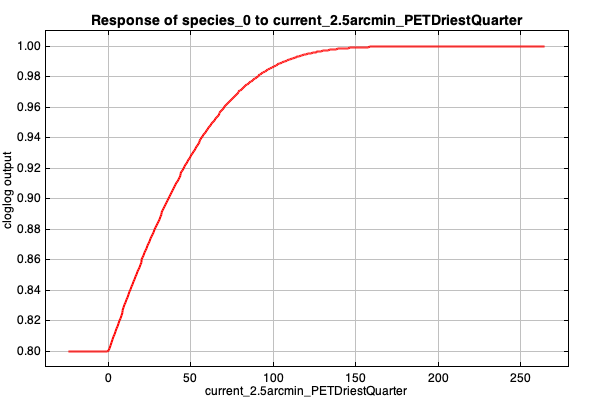 Response of species_0 to current_2.5arcmin_PETDriestQuarter
1.00
0.98
0.96
0.94
0.92
0.90
0.88
0.86
0.84
0.82
0.80
cloglog output
0 50 100 150 200 250
current_2.5arcmin_PETDriestQuarter